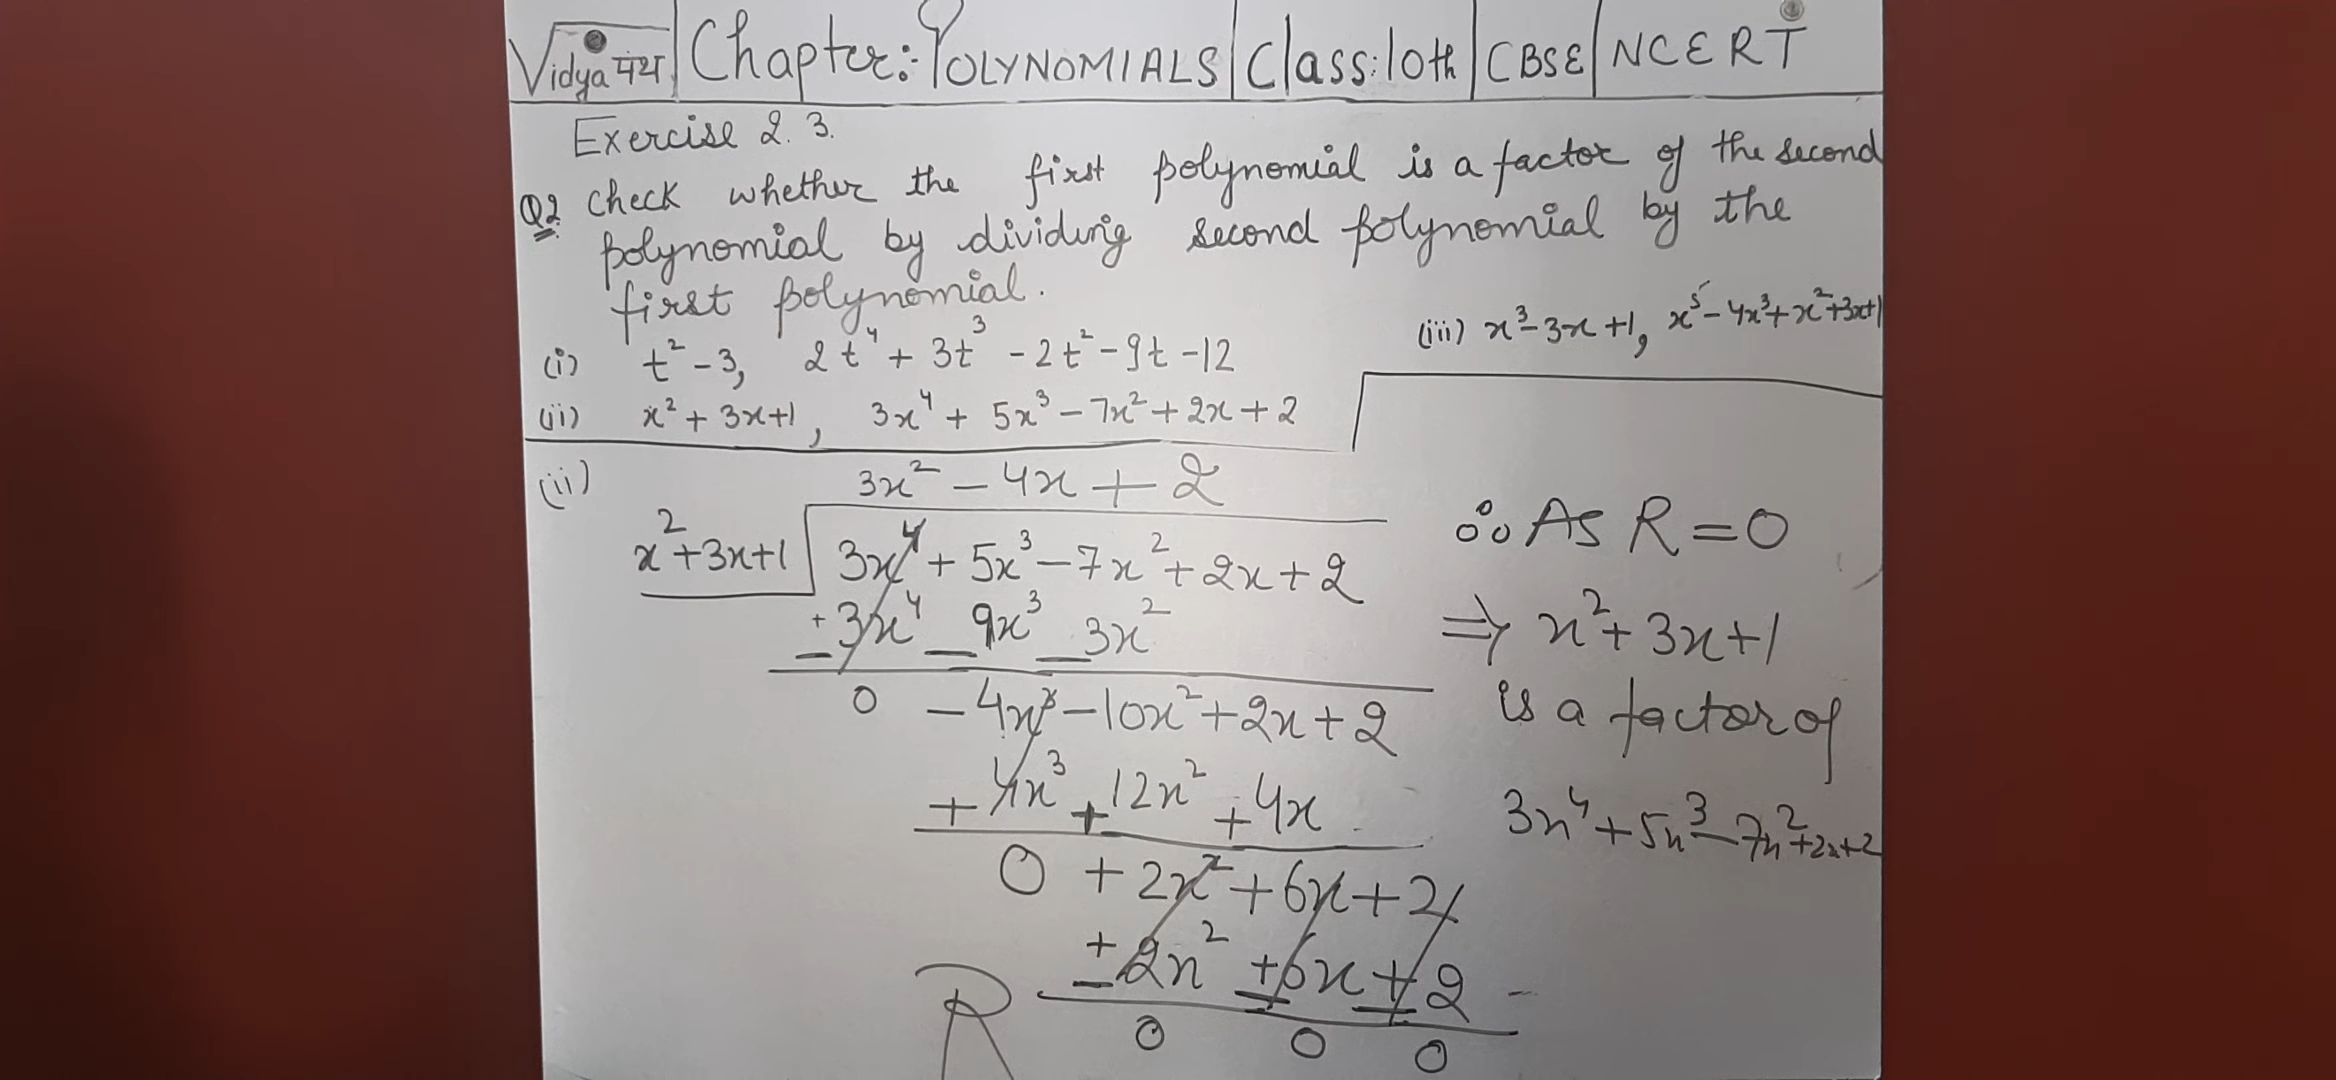 Vidya पथ | Chapter: POLYNOMIALS | Class: 10th | CBSE | NCERT
Exercise 2.3.
Q2 Check whether the first polynomial is a factor of the second
polynomial by dividing second polynomial by the
first polynomial.
(i) t² - 3, 2t⁴ + 3t³ - 2t² - 9t - 12
(ii) x² + 3x + 1, 3x⁴ + 5x³ - 7x² + 2x + 2
(iii) x³ - 3x + 1, x⁵ - 4x³ + x² + 3x + 1
(ii) 3x² - 4x + 2
x² + 3x + 1 3x⁴ + 5x³ - 7x² + 2x + 2
+ 3x⁴ 9x³ 3x²
- - -
0 - 4x³ - 10x² + 2x + 2
+ 4x³ + 12x² + 4x
0 + 2x² + 6x + 2
+ 2x² + 6x + 2
- - -
R 0 0 0
∴ As R = 0
⇒ x² + 3x + 1
is a factor of
3x⁴ + 5x³ - 7x² + 2x + 2